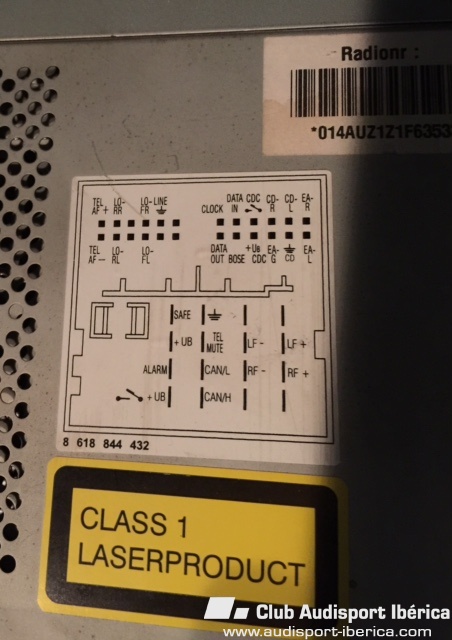 Radionr :
*014AUZ1Z1F6353
TEL LO- LO- LINE
AF + RR FR
DATA CDC CD- CD- EA-
CLOCK IN R L R
TEL LO- LO-
AF — RL FL
DATA +UB EA- EA-
OUT BOSE CDC G CD L
SAFE
+ UB TEL MUTE LF - LF +
ALARM CAN/L RF - RF +
+ UB CAN/H
8 618 844 432
CLASS 1
LASERPRODUCT
Club Audisport Ibérica
www.audisport-iberica.com